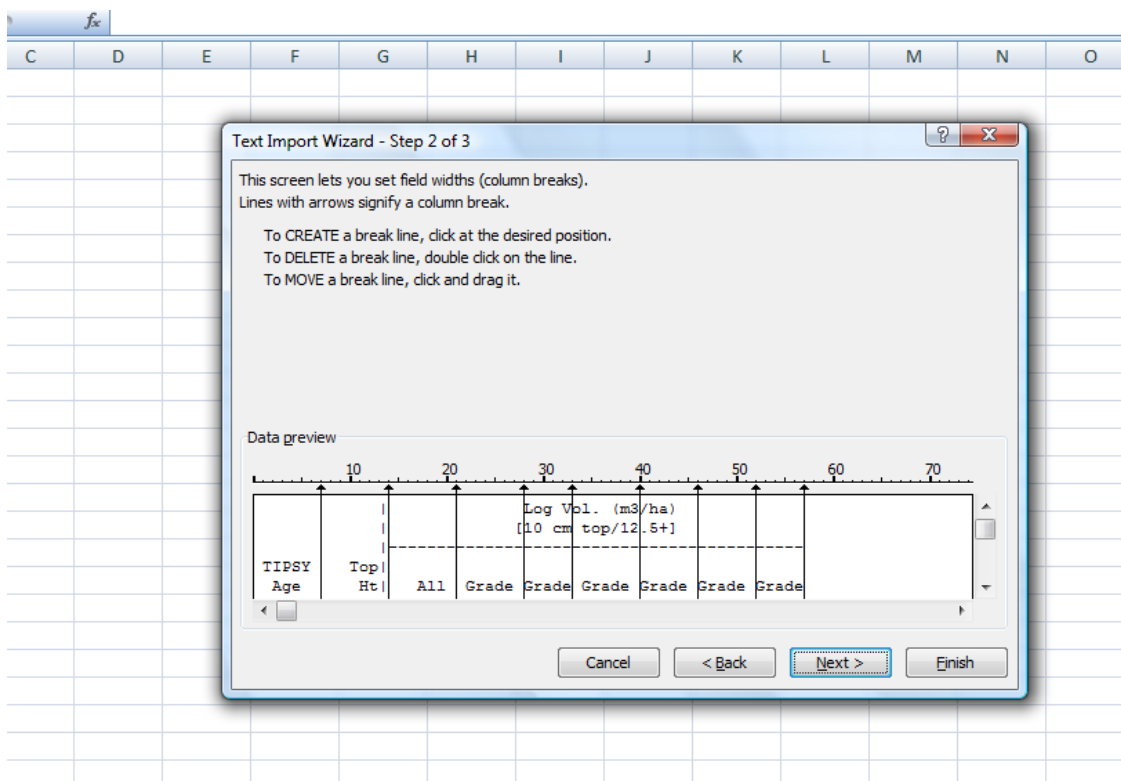 fx
C D E F G H I J K L M N O
Text Import Wizard - Step 2 of 3
This screen lets you set field widths (column breaks).
Lines with arrows signify a column break.
To CREATE a break line, click at the desired position.
To DELETE a break line, double click on the line.
To MOVE a break line, click and drag it.
Data preview
10 20 30 40 50 60 70
| Log Vol. (m3/ha)
| [10 cm top/12.5+]
|-------------------------------------------
TIPSY Top|
Age Ht| All Grade Grade Grade Grade Grade Grade
Cancel < Back Next > Finish